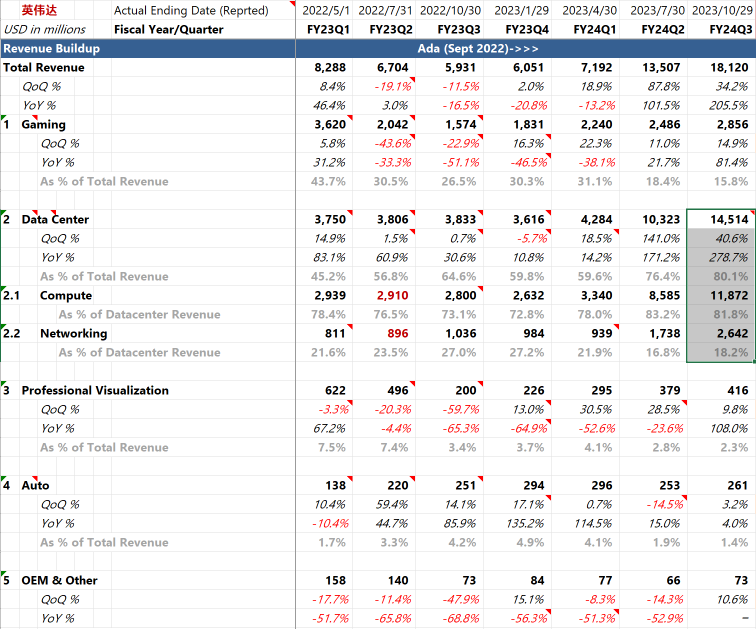 英伟达 Actual Ending Date (Reprted) 2022/5/1 2022/7/31 2022/10/30 2023/1/29 2023/4/30 2023/7/30 2023/10/29
USD in millions Fiscal Year/Quarter FY23Q1 FY23Q2 FY23Q3 FY23Q4 FY24Q1 FY24Q2 FY24Q3
Revenue Buildup Ada (Sept 2022)->>>>
Total Revenue 8,288 6,704 5,931 6,051 7,192 13,507 18,120
QoQ % 8.4% -19.1% -11.5% 2.0% 18.9% 87.8% 34.2%
YoY % 46.4% 3.0% -16.5% -20.8% -13.2% 101.5% 205.5%
1 Gaming 3,620 2,042 1,574 1,831 2,240 2,486 2,856
QoQ % 5.8% -43.6% -22.9% 16.3% 22.3% 11.0% 14.9%
YoY % 31.2% -33.3% -51.1% -46.5% -38.1% 21.7% 81.4%
As % of Total Revenue 43.7% 30.5% 26.5% 30.3% 31.1% 18.4% 15.8%
2 Data Center 3,750 3,806 3,833 3,616 4,284 10,323 14,514
QoQ % 14.9% 1.5% 0.7% -5.7% 18.5% 141.0% 40.6%
YoY % 83.1% 60.9% 30.6% 10.8% 14.2% 171.2% 278.7%
As % of Total Revenue 45.2% 56.8% 64.6% 59.8% 59.6% 76.4% 80.1%
2.1 Compute 2,939 2,910 2,800 2,632 3,340 8,585 11,872
As % of Datacenter Revenue 78.4% 76.5% 73.1% 72.8% 78.0% 83.2% 81.8%
2.2 Networking 811 896 1,036 984 939 1,738 2,642
As % of Datacenter Revenue 21.6% 23.5% 27.0% 27.2% 21.9% 16.8% 18.2%
3 Professional Visualization 622 496 200 226 295 379 416
QoQ % -3.3% -20.3% -59.7% 13.0% 30.5% 28.5% 9.8%
YoY % 67.2% -4.4% -65.3% -64.9% -52.6% -23.6% 108.0%
As % of Total Revenue 7.5% 7.4% 3.4% 3.7% 4.1% 2.8% 2.3%
4 Auto 138 220 251 294 296 253 261
QoQ % 10.4% 59.4% 14.1% 17.1% 0.7% -14.5% 3.2%
YoY % -10.4% 44.7% 85.9% 135.2% 114.5% 15.0% 4.0%
As % of Total Revenue 1.7% 3.3% 4.2% 4.9% 4.1% 1.9% 1.4%
5 OEM & Other 158 140 73 84 77 66 73
QoQ % -17.7% -11.4% -47.9% 15.1% -8.3% -14.3% 10.6%
YoY % -51.7% -65.8% -68.8% -56.3% -51.3% -52.9% –